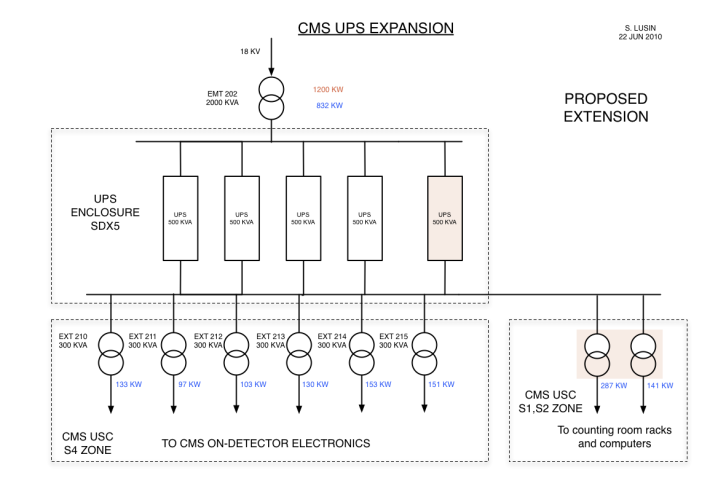 CMS UPS EXPANSION
S. LUSIN
22 JUN 2010
18 KV
EMT 202
2000 KVA
1200 KW
832 KW
PROPOSED
EXTENSION
UPS
ENCLOSURE
SDX5
UPS
500 KVA
UPS
500 KVA
UPS
500 KVA
UPS
500 KVA
UPS
500 KVA
EXT 210
300 KVA
EXT 211
300 KVA
EXT 212
300 KVA
EXT 213
300 KVA
EXT 214
300 KVA
EXT 215
300 KVA
133 KW
97 KW
103 KW
130 KW
153 KW
151 KW
287 KW
141 KW
CMS USC
S4 ZONE
TO CMS ON-DETECTOR ELECTRONICS
CMS USC
S1,S2 ZONE
To counting room racks
and computers